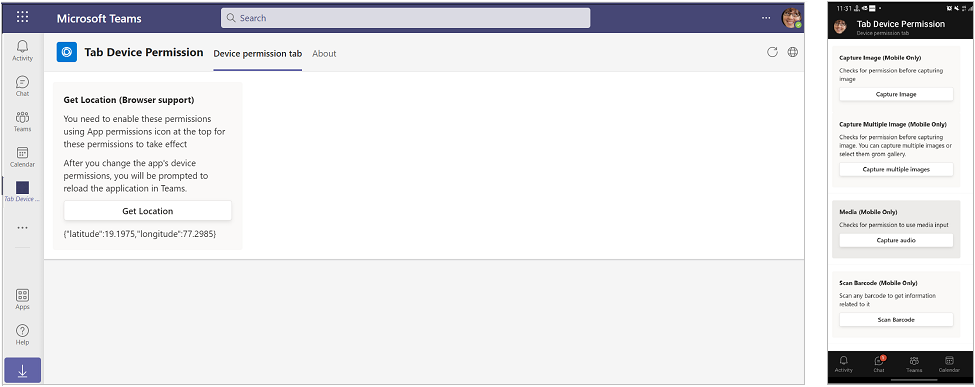 Microsoft Teams
Search
Tab Device Permission
Device permission tab
About
Activity
Chat
Teams
Calendar
Tab Device ...
Apps
Help
Get Location (Browser support)
You need to enable these permissions
using App permissions icon at the top for
these permissions to take effect
After you change the app's device
permissions, you will be prompted to
reload the application in Teams.
Get Location
{"latitude":19.1975,"longitude":77.2985}
11:31
Tab Device Permission
Device permission tab
Capture Image (Mobile Only)
Checks for permission before capturing
image
Capture Image
Capture Multiple Image (Mobile Only)
Checks for permission before capturing
image. You can capture multiple images or
select them grom gallery.
Capture multiple images
Media (Mobile Only)
Checks for permission to use media input
Capture audio
Scan Barcode (Mobile Only)
Scan any barcode to get information
related to it
Scan Barcode
Activity
Chat
Teams
Calendar